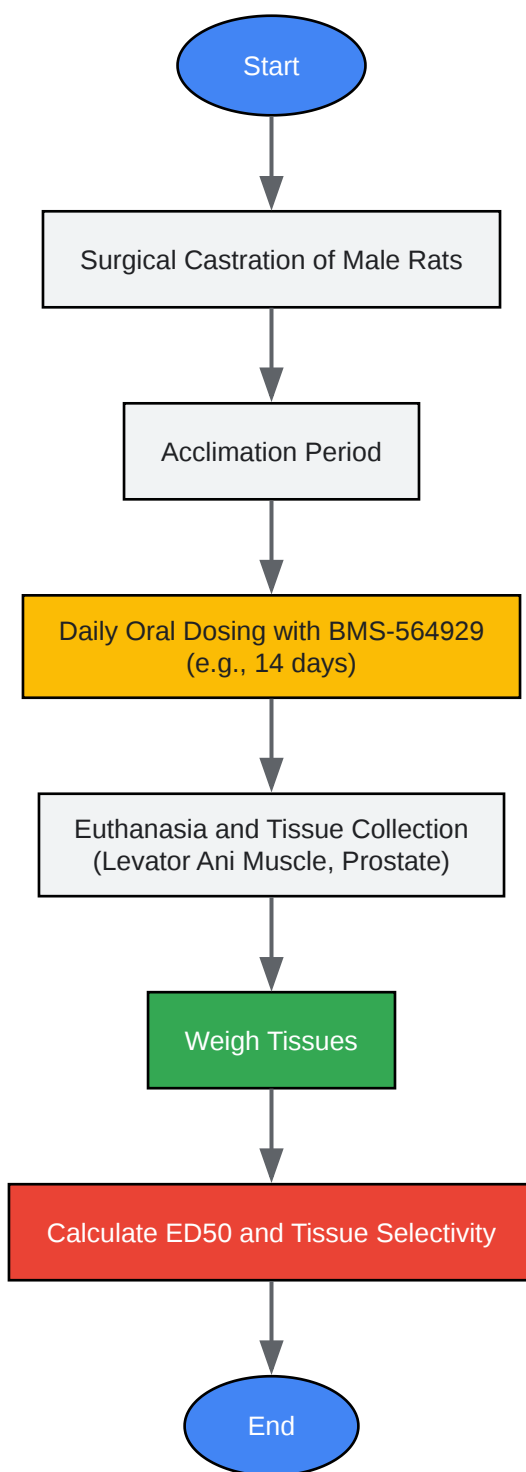 Start
Surgical Castration of Male Rats
Acclimation Period
Daily Oral Dosing with BMS-564929
(e.g., 14 days)
Euthanasia and Tissue Collection
(Levator Ani Muscle, Prostate)
Weigh Tissues
Calculate ED50 and Tissue Selectivity
End